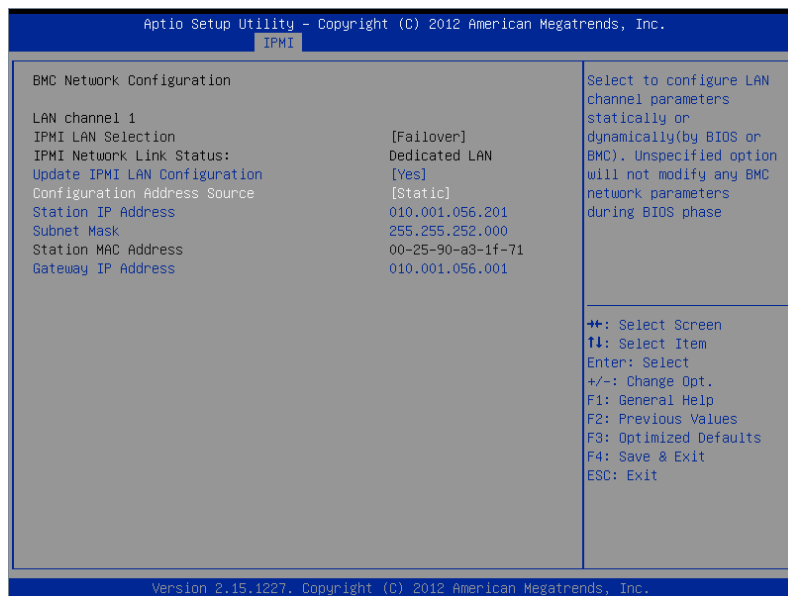 Aptio Setup Utility – Copyright (C) 2012 American Megatrends, Inc.
IPMI
BMC Network Configuration
LAN channel 1
IPMI LAN Selection [Failover]
IPMI Network Link Status: Dedicated LAN
Update IPMI LAN Configuration [Yes]
Configuration Address Source [Static]
Station IP Address 010.001.056.201
Subnet Mask 255.255.252.000
Station MAC Address 00-25-90-a3-1f-71
Gateway IP Address 010.001.056.001
Select to configure LAN
channel parameters
statically or
dynamically(by BIOS or
BMC). Unspecified option
will not modify any BMC
network parameters
during BIOS phase
→←: Select Screen
↑↓: Select Item
Enter: Select
+/-: Change Opt.
F1: General Help
F2: Previous Values
F3: Optimized Defaults
F4: Save & Exit
ESC: Exit
Version 2.15.1227. Copyright (C) 2012 American Megatrends, Inc.